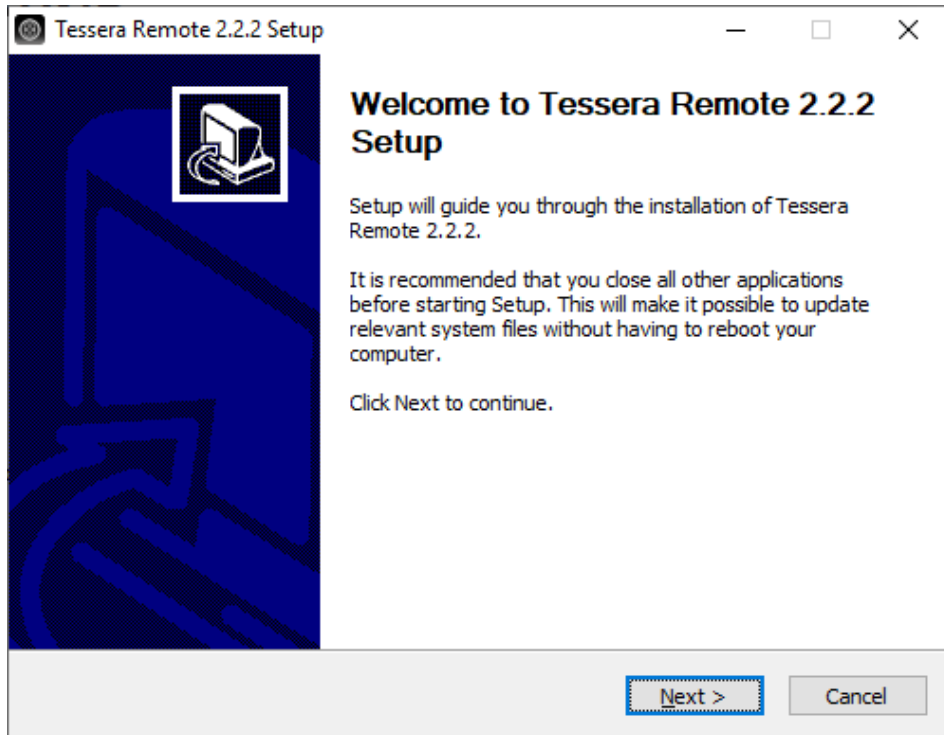 Tessera Remote 2.2.2 Setup
Welcome to Tessera Remote 2.2.2
Setup
Setup will guide you through the installation of Tessera
Remote 2.2.2.
It is recommended that you close all other applications
before starting Setup. This will make it possible to update
relevant system files without having to reboot your
computer.
Click Next to continue.
Next >
Cancel